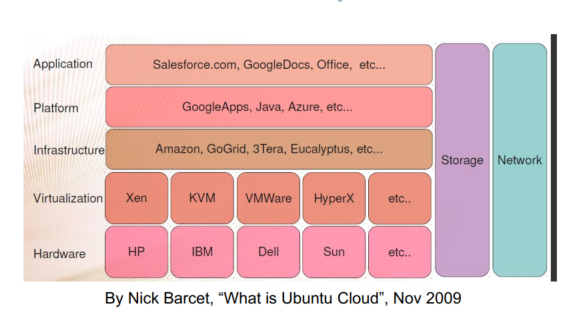 Application
Salesforce.com, GoogleDocs, Office, etc...
Platform
GoogleApps, Java, Azure, etc...
Infrastructure
Amazon, GoGrid, 3Tera, Eucalyptus, etc...
Storage
Network
Virtualization
Xen
KVM
VMWare
HyperX
etc..
Hardware
HP
IBM
Dell
Sun
etc..
By Nick Barcet, “What is Ubuntu Cloud”, Nov 2009